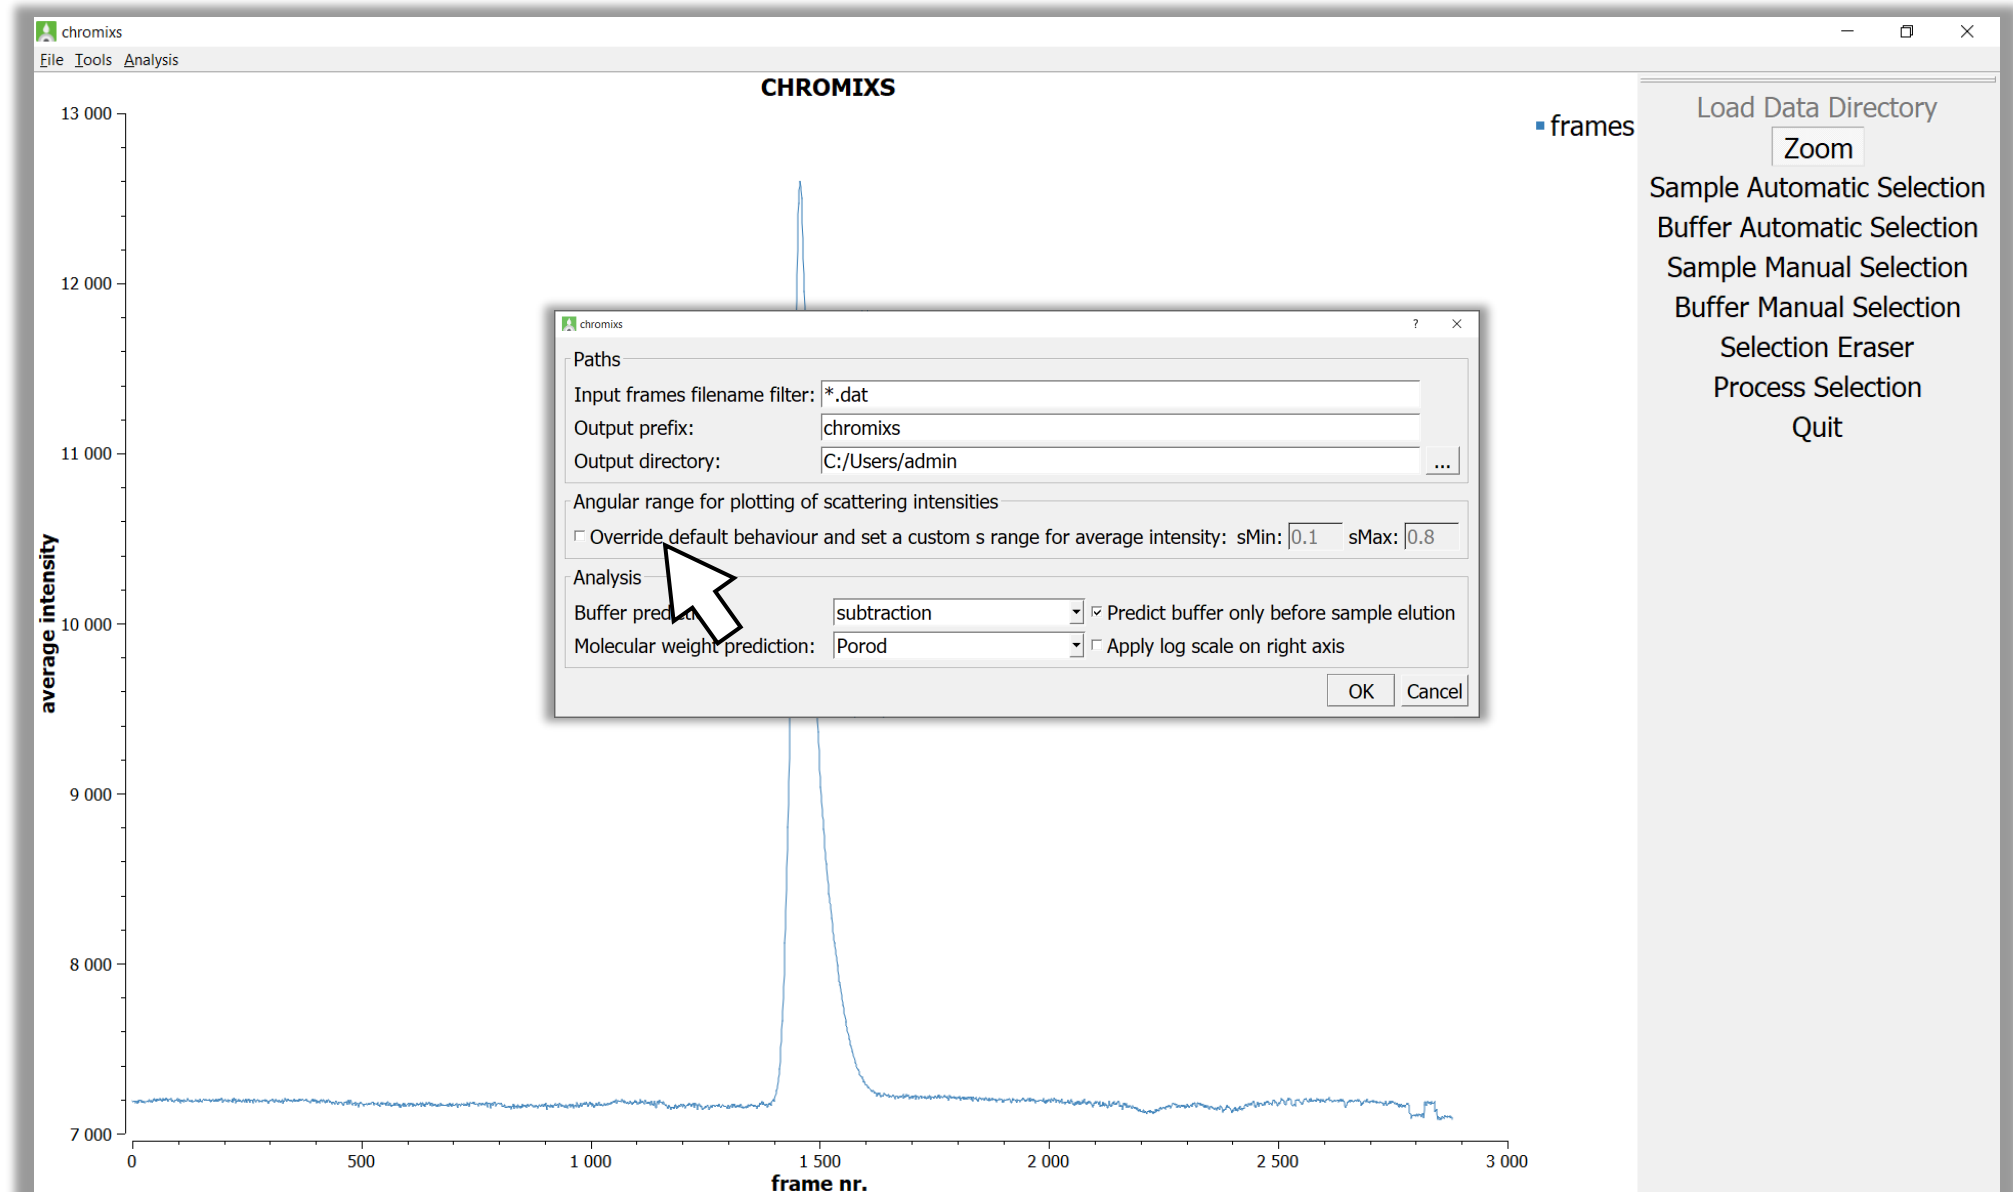 chromixs
File Tools Analysis
CHROMIXS
frames
13 000
12 000
11 000
10 000
9 000
8 000
7 000
average intensity
0 500 1 000 1 500 2 000 2 500 3 000
frame nr.
chromixs ?
Paths
Input frames filename filter: *.dat
Output prefix: chromixs
Output directory: C:/Users/admin ...
Angular range for plotting of scattering intensities
Override default behaviour and set a custom s range for average intensity: sMin: 0.1 sMax: 0.8
Analysis
Buffer subtraction Predict buffer only before sample elution
Molecular weight prediction: Porod Apply log scale on right axis
OK Cancel
Load Data Directory
Zoom
Sample Automatic Selection
Buffer Automatic Selection
Sample Manual Selection
Buffer Manual Selection
Selection Eraser
Process Selection
Quit